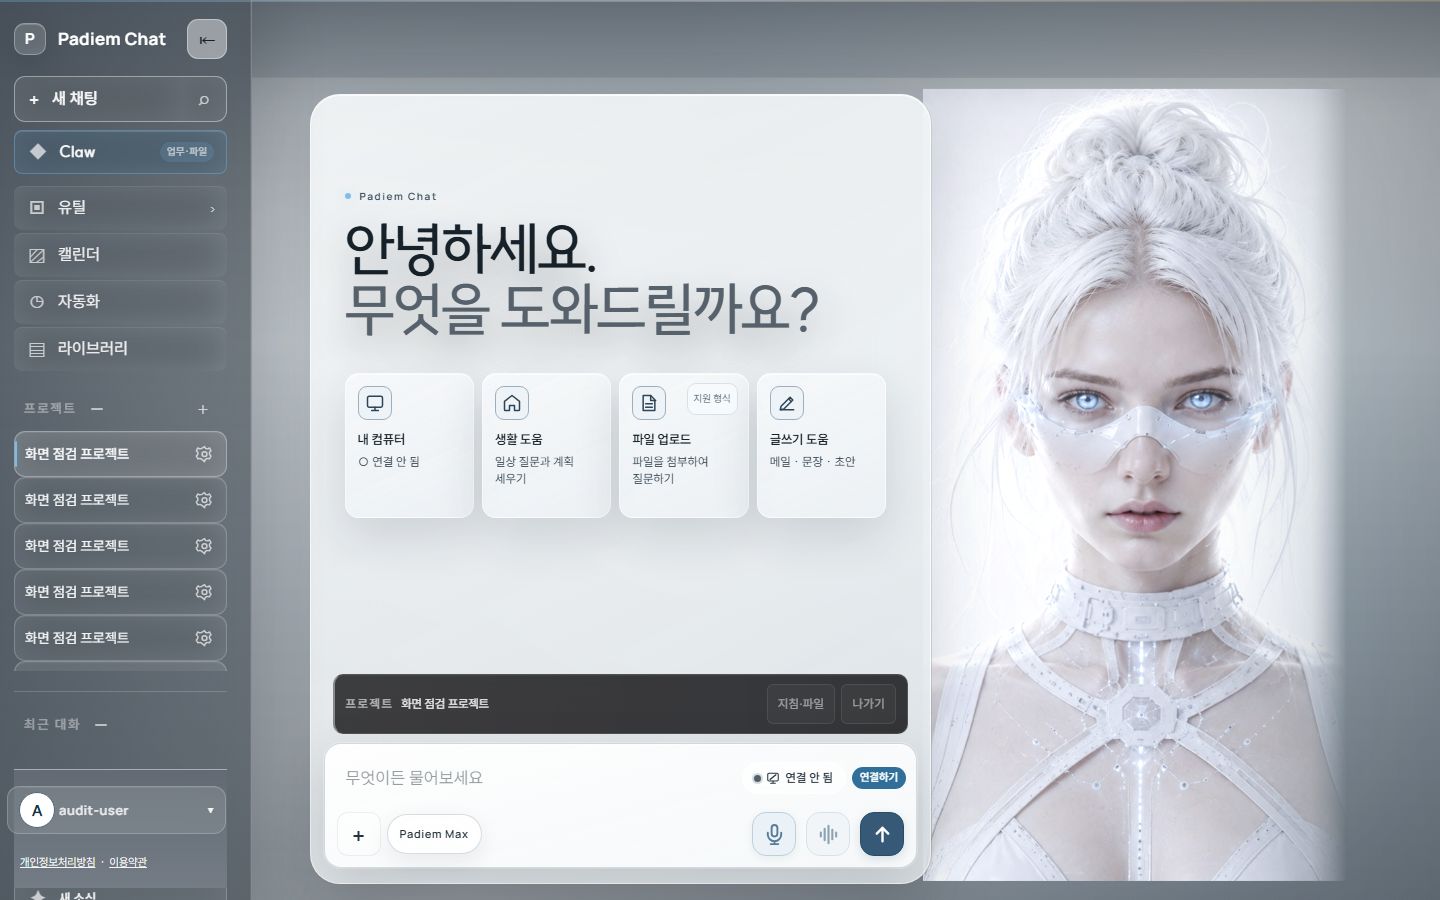 P Padiem Chat
+ 새 채팅
Claw 업무·파일
유틸
캘린더
자동화
라이브러리
프로젝트
화면 점검 프로젝트
화면 점검 프로젝트
화면 점검 프로젝트
화면 점검 프로젝트
화면 점검 프로젝트
최근 대화
A audit-user
개인정보처리방침 · 이용약관
새 소식
Padiem Chat
안녕하세요.
무엇을 도와드릴까요?
내 컴퓨터
연결 안 됨
생활 도움
일상 질문과 계획
세우기
지원 형식
파일 업로드
파일을 첨부하여
질문하기
글쓰기 도움
메일 · 문장 · 초안
프로젝트 화면 점검 프로젝트 지침·파일 나가기
무엇이든 물어보세요 연결 안 됨 연결하기
+ Padiem Max